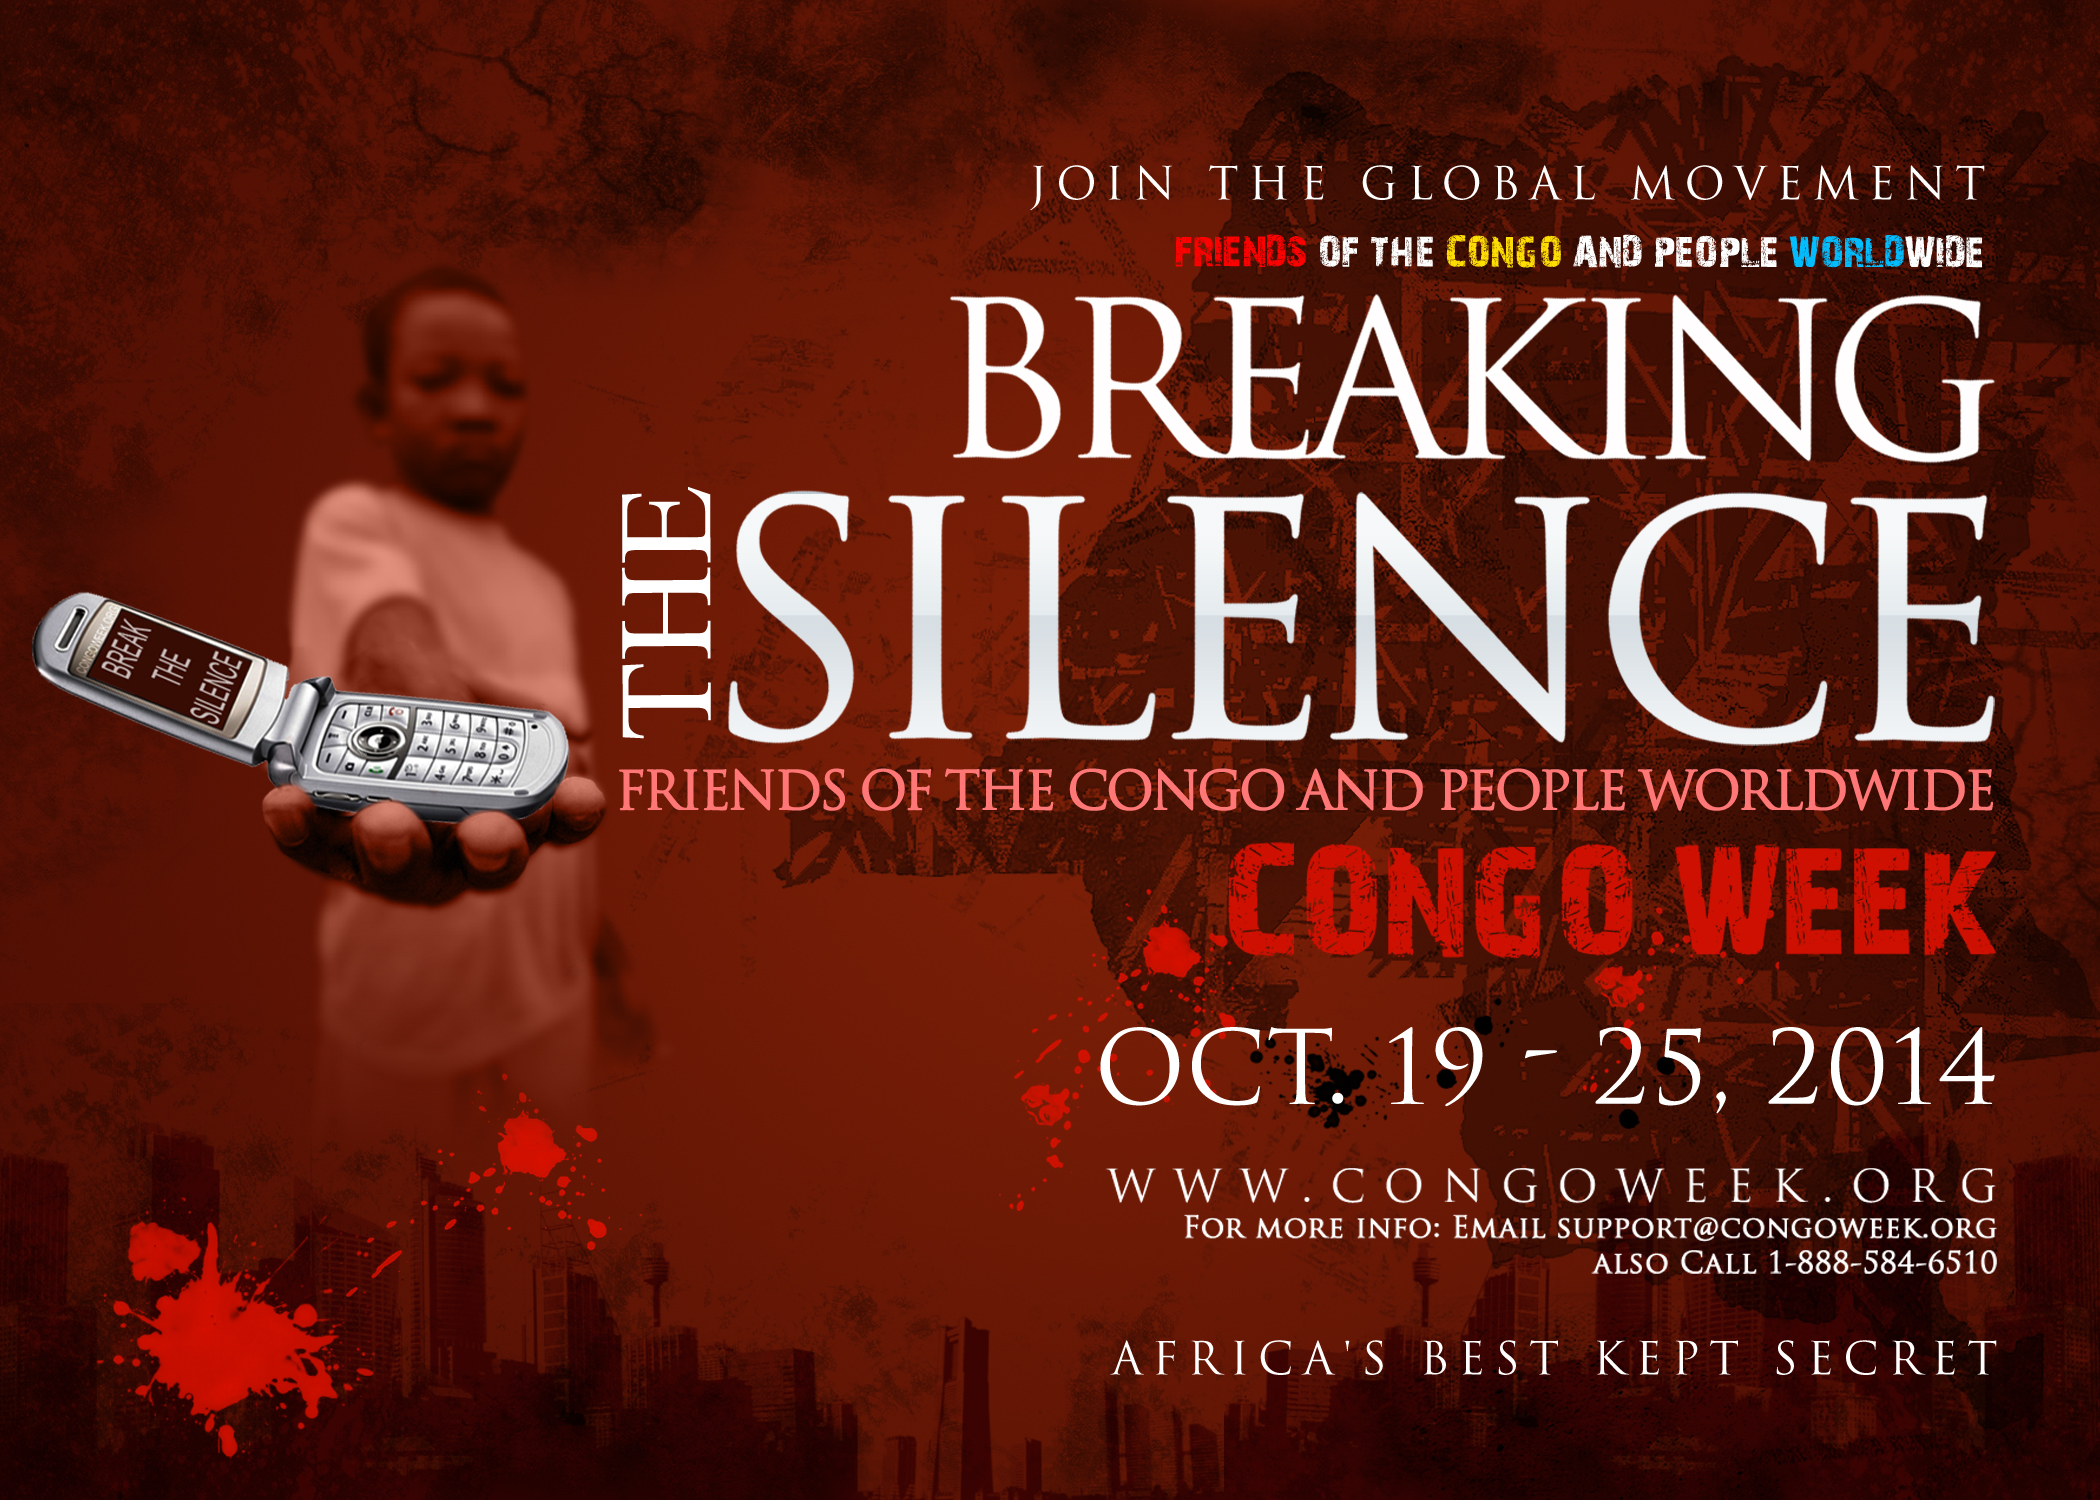 JOIN THE GLOBAL MOVEMENT
FRIENDS OF THE CONGO AND PEOPLE WORLDWIDE
BREAKING
THE SILENCE
FRIENDS OF THE CONGO AND PEOPLE WORLDWIDE
CONGO WEEK
OCT. 19 - 25, 2014
WWW.CONGOWEEK.ORG
FOR MORE INFO: EMAIL SUPPORT@CONGOWEEK.ORG
ALSO CALL 1-888-584-6510
AFRICA'S BEST KEPT SECRET
CONGOWEEK.ORG
BREAK
THE
SILENCE